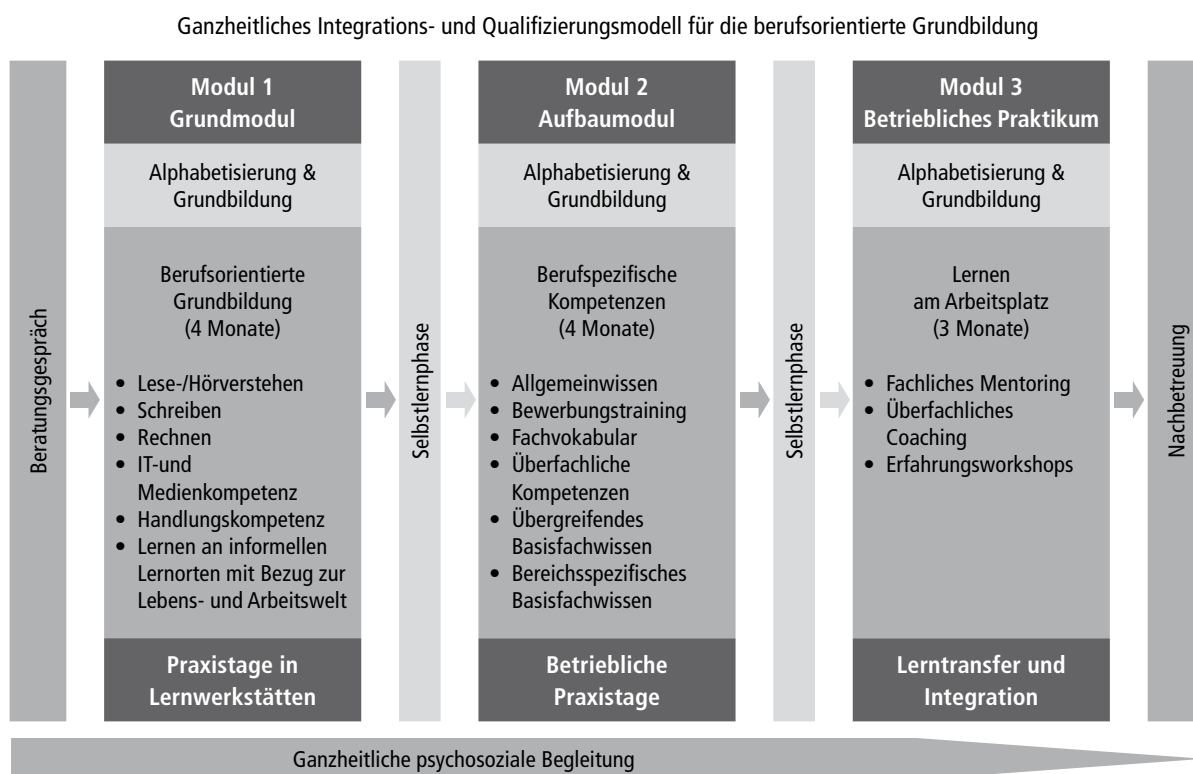 Ganzheitliches Integrations- und Qualifizierungsmodell für die berufsorientierte Grundbildung
Beratungsgespräch
Modul 1
Grundmodul
Alphabetisierung &
Grundbildung
Berufsorientierte
Grundbildung
(4 Monate)
• Lese-/Hörverstehen
• Schreiben
• Rechnen
• IT-und
Medienkompetenz
• Handlungskompetenz
• Lernen an informellen
Lernorten mit Bezug zur
Lebens- und Arbeitswelt
Praxistage in
Lernwerkstätten
Selbstlernphase
Modul 2
Aufbaumodul
Alphabetisierung &
Grundbildung
Berufspezifische
Kompetenzen
(4 Monate)
• Allgemeinwissen
• Bewerbungstraining
• Fachvokabular
• Überfachliche
Kompetenzen
• Übergreifendes
Basisfachwissen
• Bereichsspezifisches
Basisfachwissen
Betriebliche
Praxistage
Selbstlernphase
Modul 3
Betriebliches Praktikum
Alphabetisierung &
Grundbildung
Lernen
am Arbeitsplatz
(3 Monate)
• Fachliches Mentoring
• Überfachliches
Coaching
• Erfahrungsworkshops
Lerntransfer und
Integration
Nachbetreuung
Ganzheitliche psychosoziale Begleitung